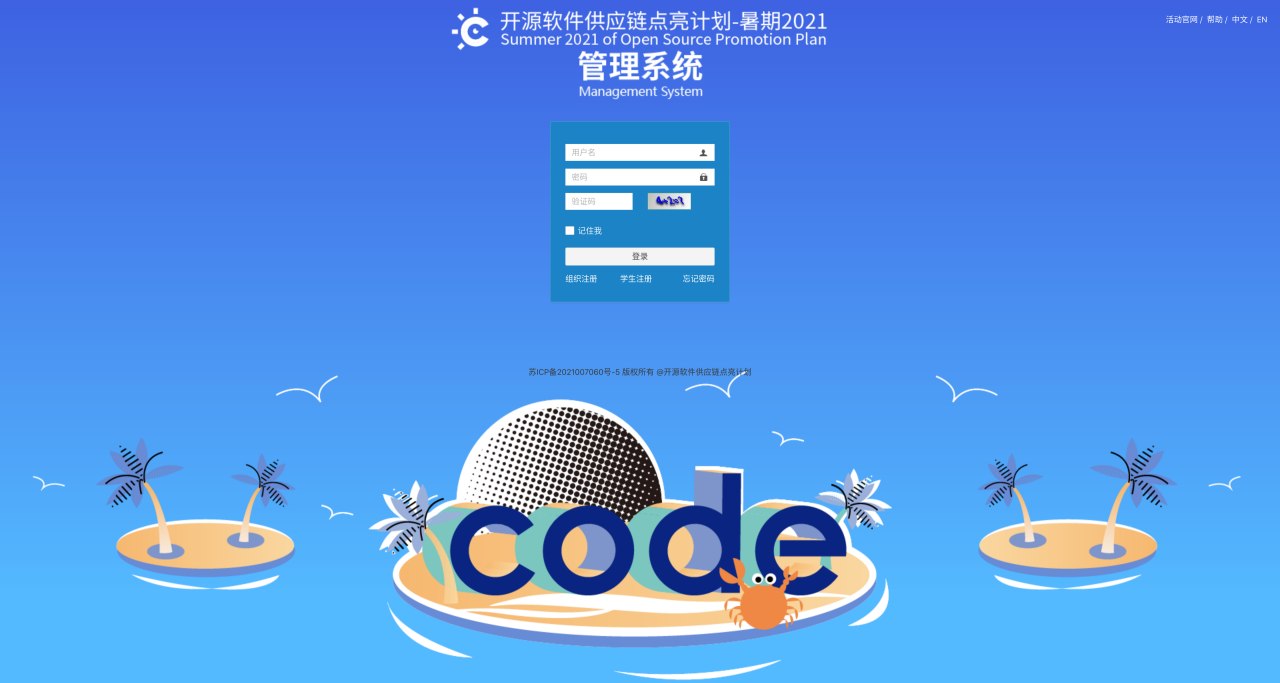 开源软件供应链点亮计划-暑期2021
Summer 2021 of Open Source Promotion Plan
管理系统
Management System
活动官网 / 帮助 / 中文 / EN
用户名
密码
验证码
记住我
登录
组织注册 学生注册 忘记密码
苏ICP备2021007060号-5 版权所有 @开源软件供应链点亮计划
code